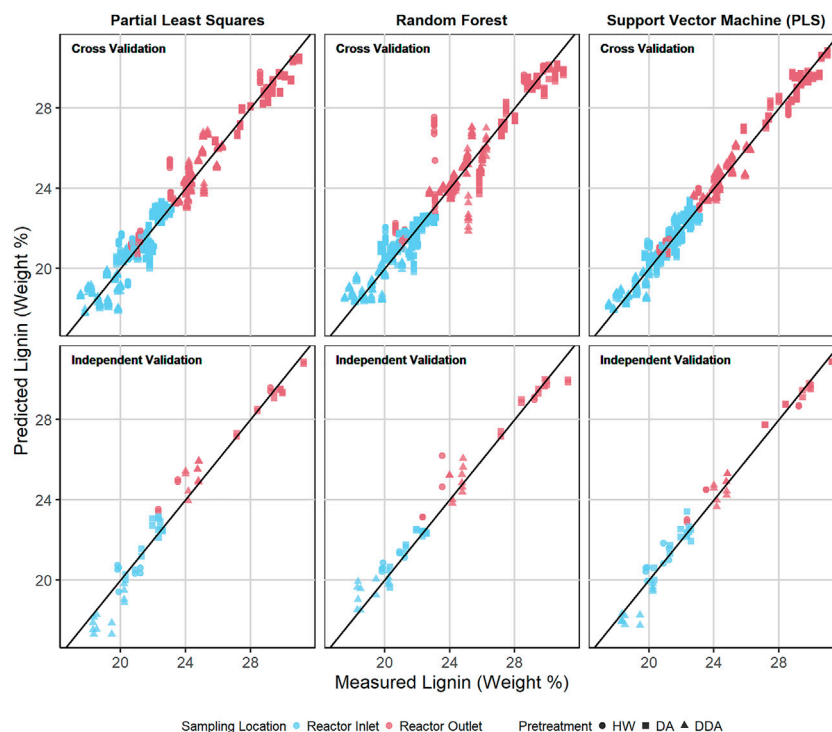 Partial Least Squares Random Forest Support Vector Machine (PLS)
Cross Validation Cross Validation Cross Validation
28
24
20
Independent Validation Independent Validation Independent Validation
28
24
20
Predicted Lignin (Weight %)
20 24 28 20 24 28 20 24 28
Measured Lignin (Weight %)
Sampling Location Reactor Inlet Reactor Outlet Pretreatment HW DA DDA